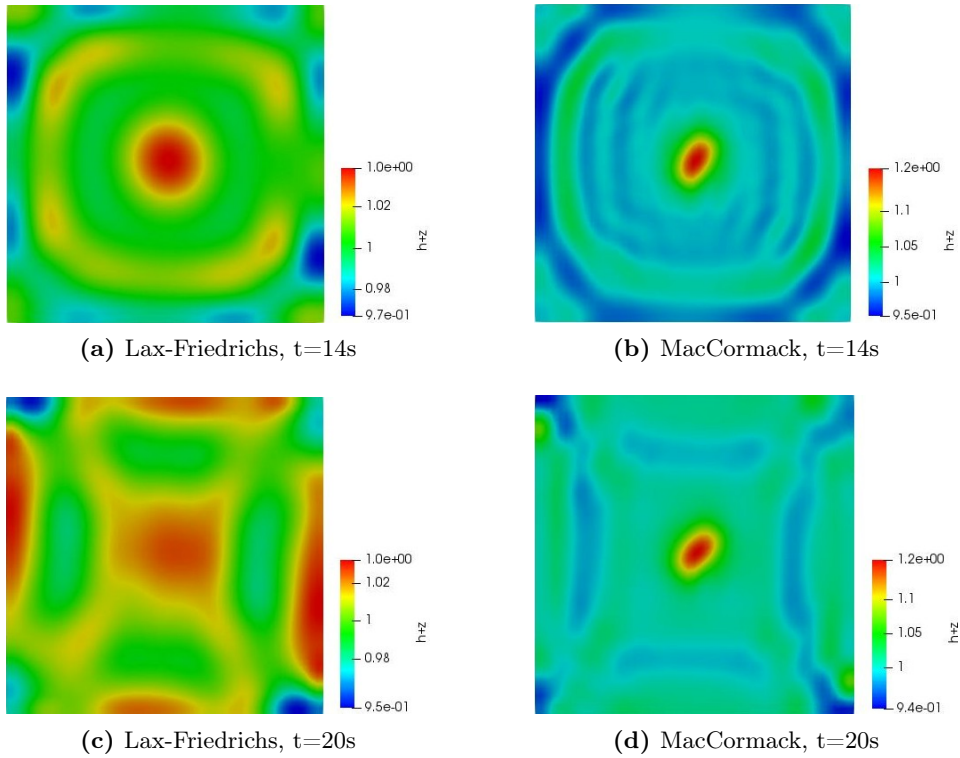 1.0e+00
1.02
1
0.98
9.7e-01
h+z
1.2e+00
1.1
1.05
1
9.5e-01
h+z
(a) Lax-Friedrichs, t=14s
(b) MacCormack, t=14s
1.0e+00
1.02
1
0.98
9.5e-01
h+z
1.2e+00
1.1
1.05
1
9.4e-01
h+z
(c) Lax-Friedrichs, t=20s
(d) MacCormack, t=20s